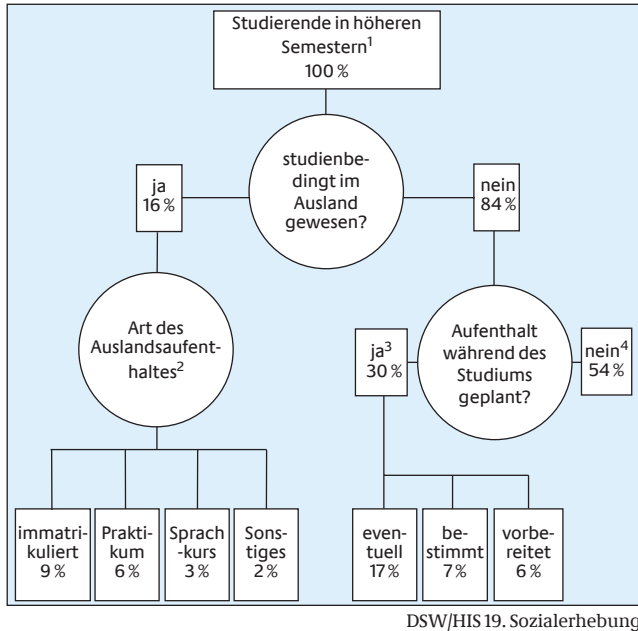 Studierende in höheren
Semestern¹
100 %
studienbe-
dingt im
Ausland
gewesen?
ja
16 %
nein
84 %
Art des
Auslandsaufent-
haltes²
ja³
30 %
Aufenthalt
während des
Studiums
geplant?
nein⁴
54 %
immatri-
kuliert
9 %
Prakti-
kum
6 %
Sprach
-kurs
3 %
Sons-
tiges
2 %
even-
tuell
17 %
be-
stimmt
7 %
vorbe-
reitet
6 %
DSW/HIS 19. Sozialerhebung